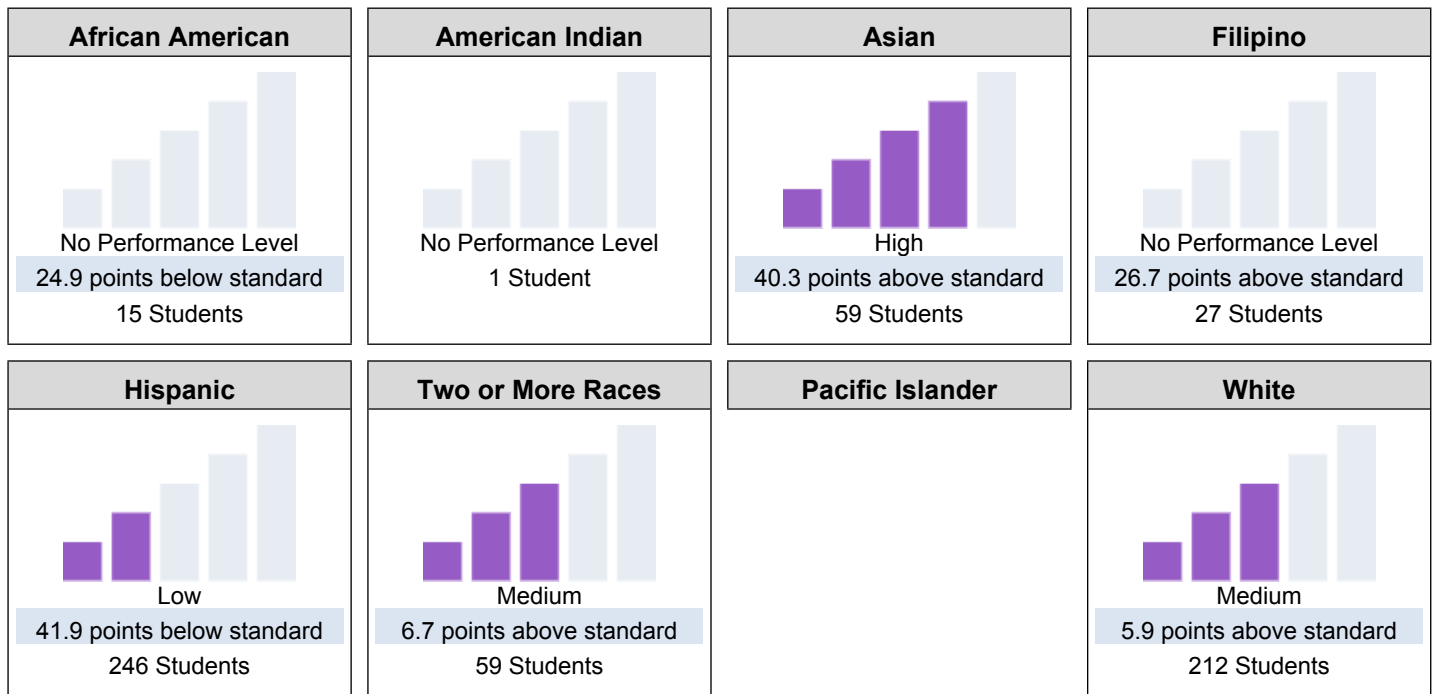 African American
No Performance Level
24.9 points below standard
15 Students
American Indian
No Performance Level
1 Student
Asian
High
40.3 points above standard
59 Students
Filipino
No Performance Level
26.7 points above standard
27 Students
Hispanic
Low
41.9 points below standard
246 Students
Two or More Races
Medium
6.7 points above standard
59 Students
Pacific Islander
White
Medium
5.9 points above standard
212 Students